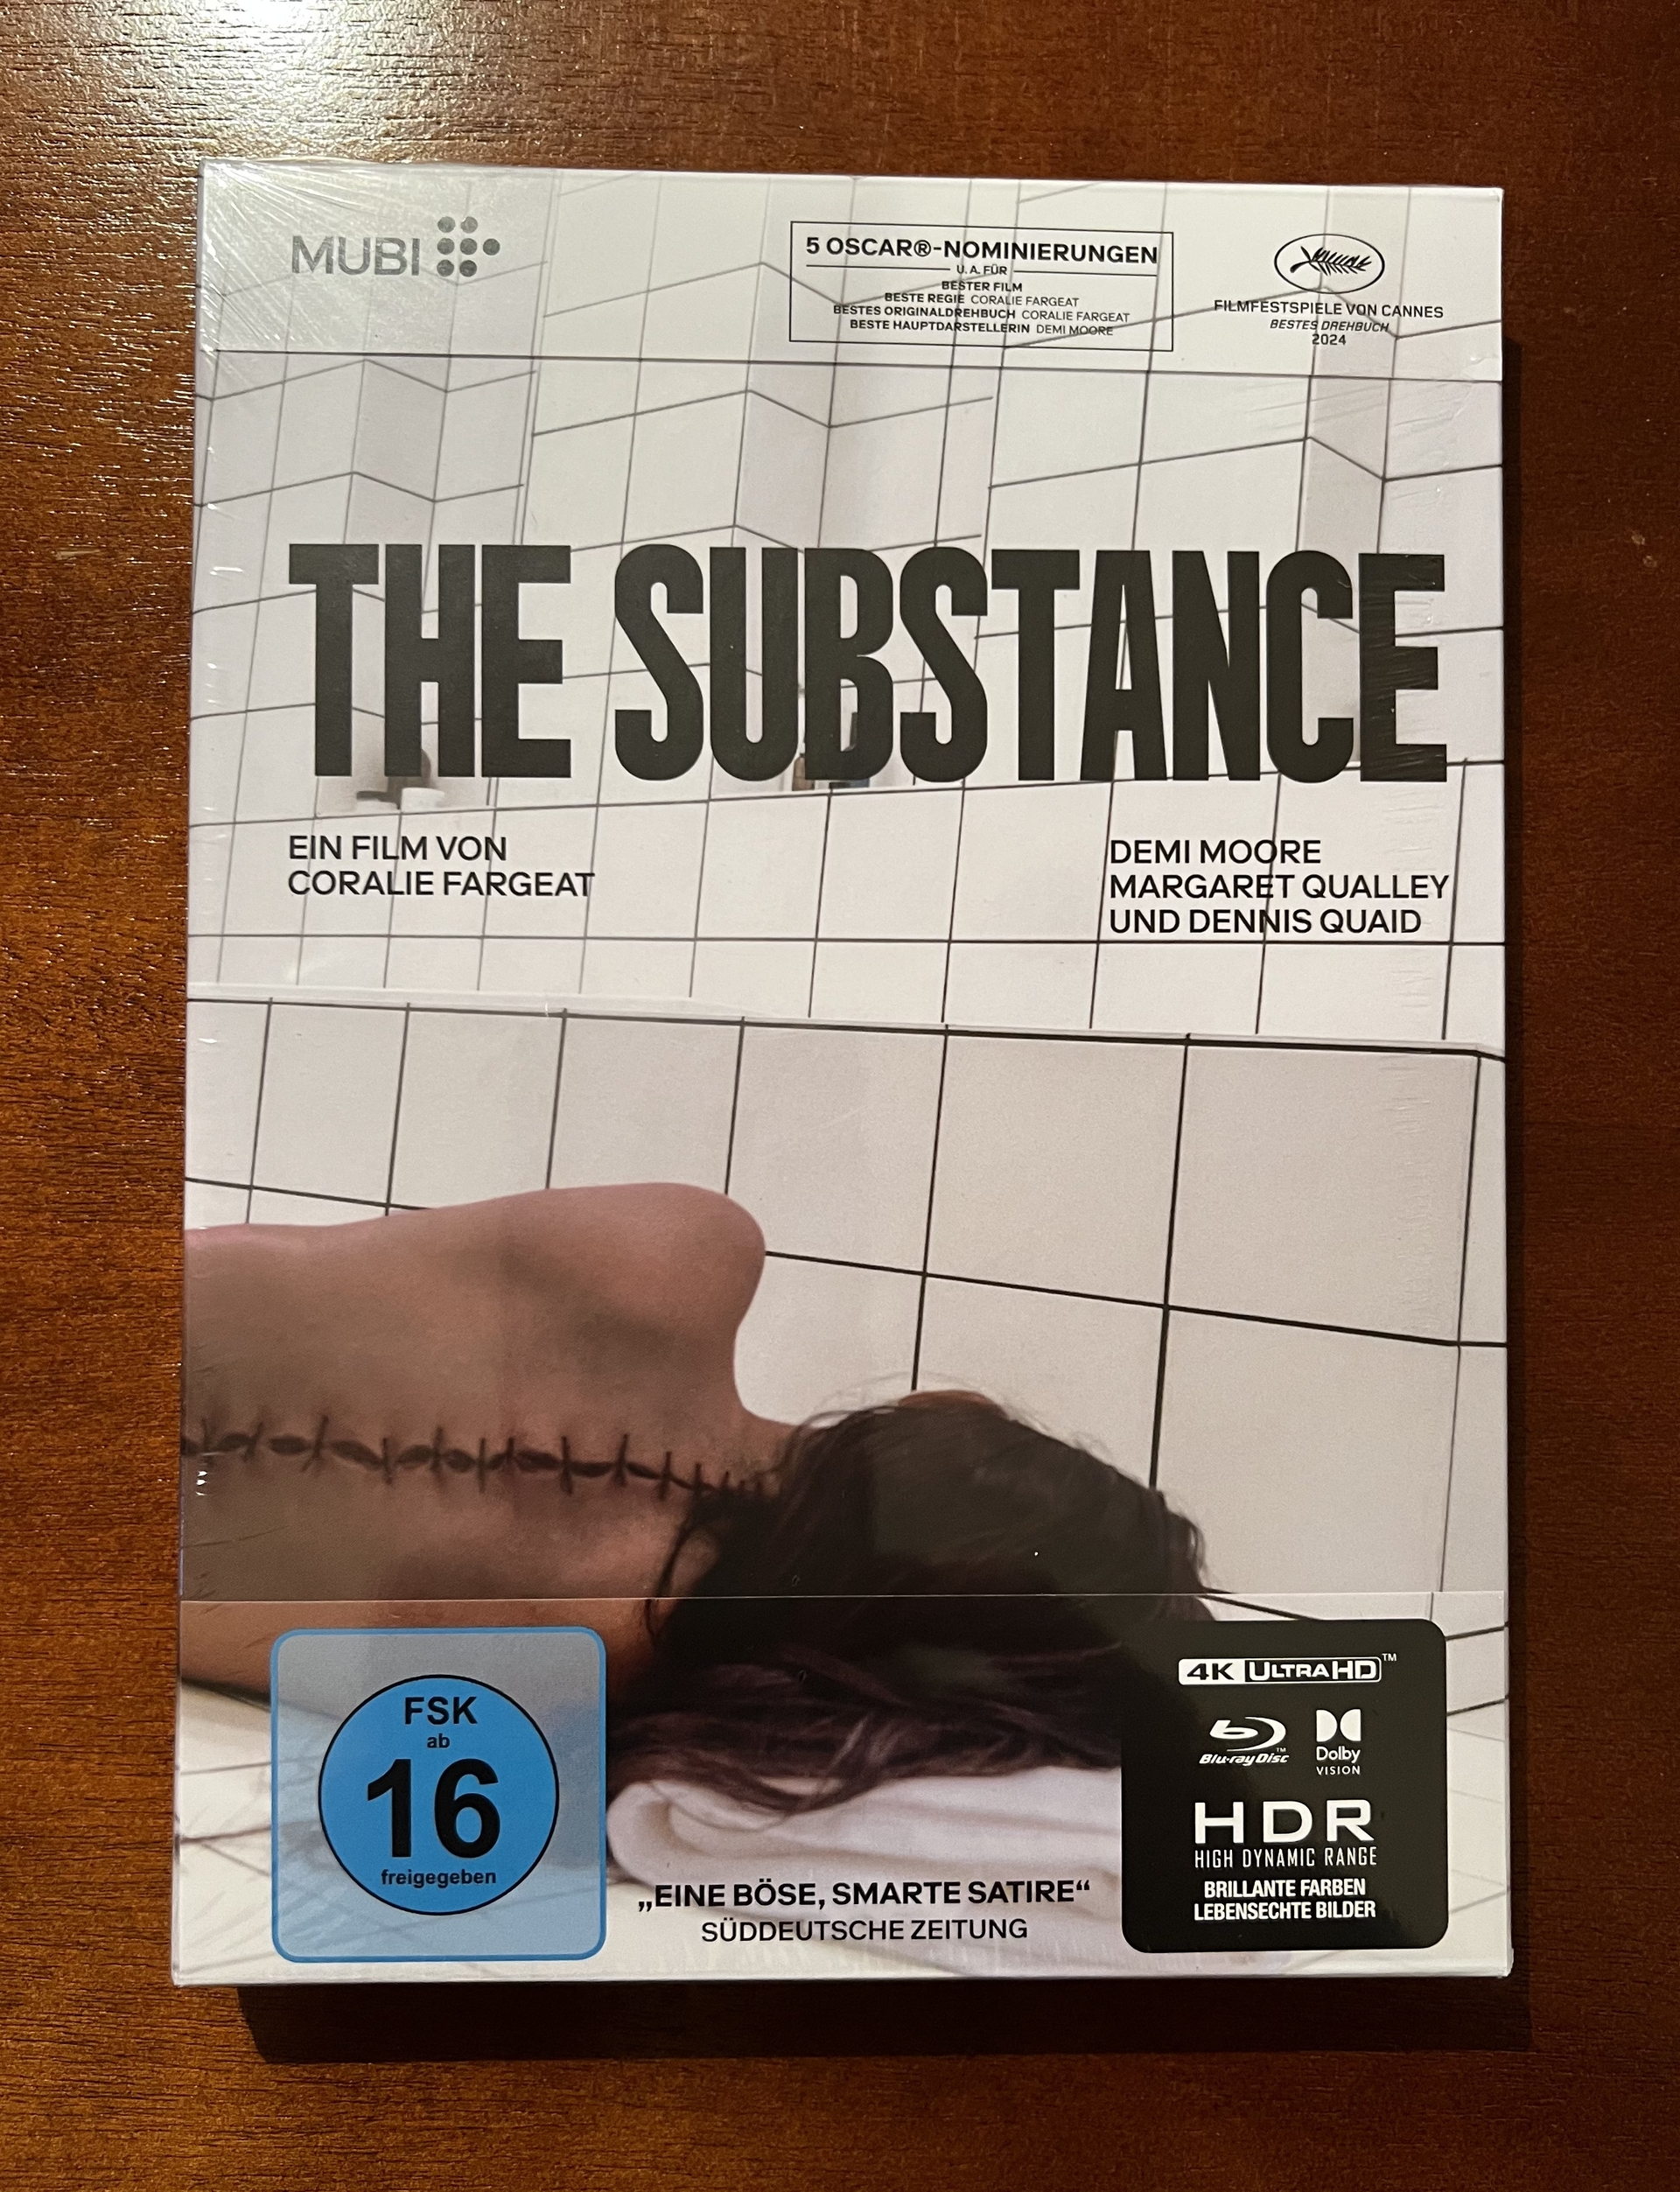 MUBI
5 OSCAR®-NOMINIERUNGEN
U. A. FÜR
BESTER FILM
BESTE REGIE CORALIE FARGEAT
BESTES ORIGINALDREHBUCH CORALIE FARGEAT
BESTE HAUPTDARSTELLERIN DEMI MOORE
FILMFESTSPIELE VON CANNES
BESTES DREHBUCH
2024
THE SUBSTANCE
EIN FILM VON
CORALIE FARGEAT
DEMI MOORE
MARGARET QUALLEY
UND DENNIS QUAID
FSK
ab
16
freigegeben
„EINE BÖSE, SMARTE SATIRE“
SÜDDEUTSCHE ZEITUNG
4K ULTRA HD™
Blu-ray Disc™
Dolby
VISION
HDR
HIGH DYNAMIC RANGE
BRILLANTE FARBEN
LEBENSECHTE BILDER